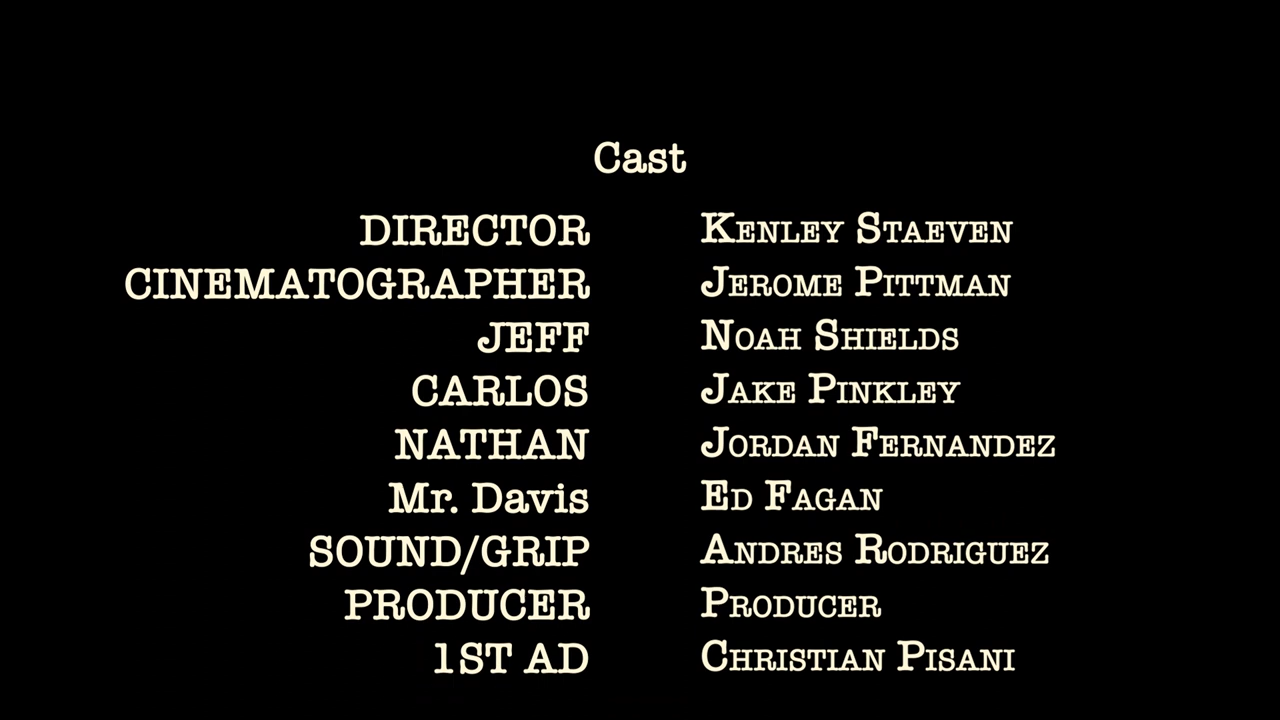 Cast
DIRECTOR Kenley Staeven
CINEMATOGRAPHER Jerome Pittman
JEFF Noah Shields
CARLOS Jake Pinkley
NATHAN Jordan Fernandez
Mr. Davis Ed Fagan
SOUND/GRIP Andres Rodriguez
PRODUCER Producer
1ST AD Christian Pisani